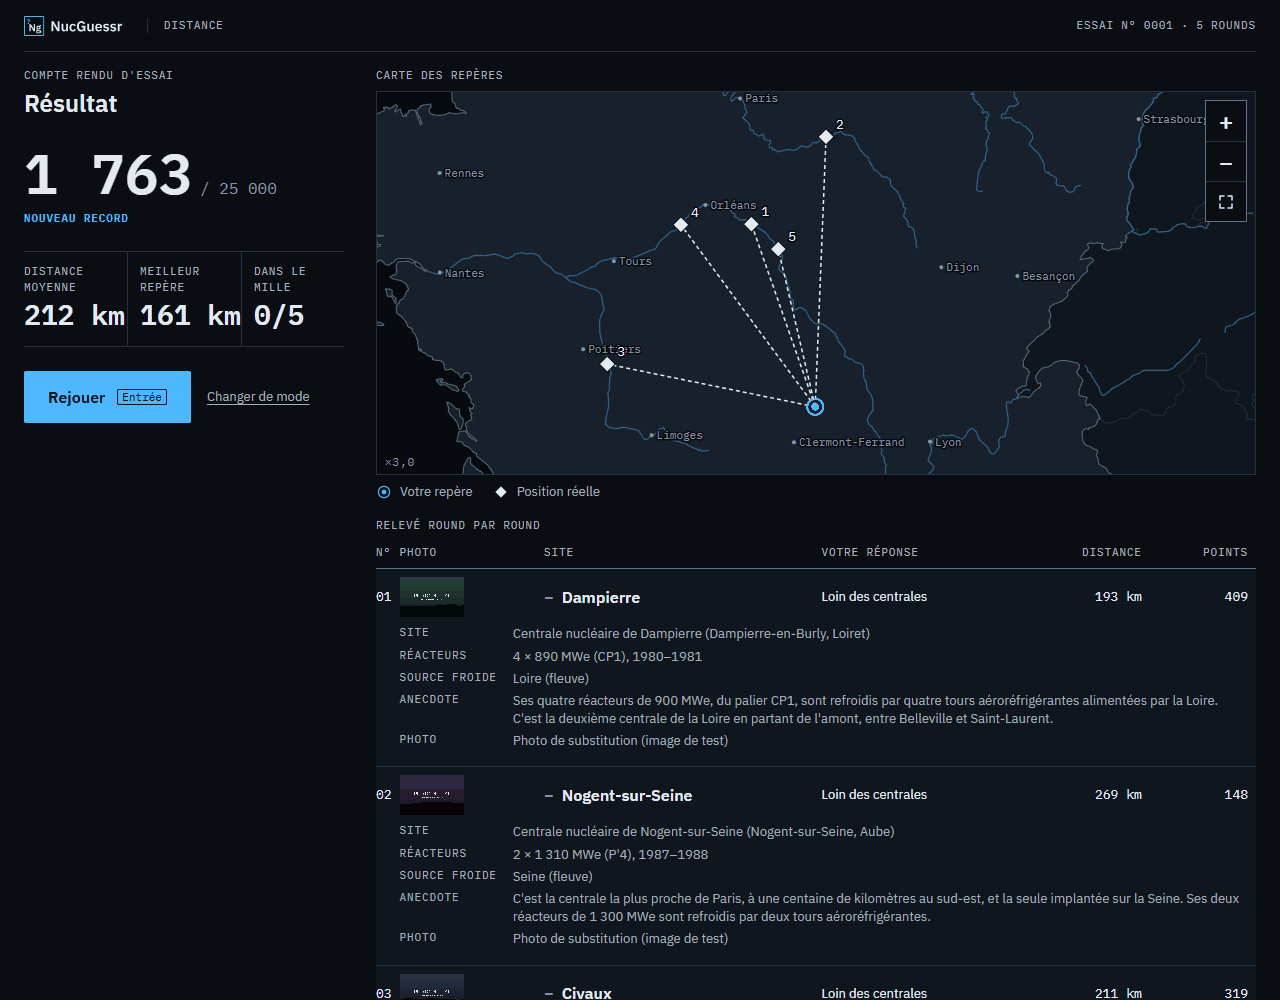 Ng NucGuessr DISTANCE ESSAI N° 0001 · 5 ROUNDS
COMPTE RENDU D'ESSAI
Résultat
1 763 / 25 000
NOUVEAU RECORD
DISTANCE MOYENNE
212 km
MEILLEUR REPÈRE
161 km
DANS LE MILLE
0/5
Rejouer Entrée Changer de mode
CARTE DES REPÈRES
Paris
2
Strasbourg
+
Rennes
−
4
Orléans
1
5
Tours
Nantes
Dijon
Besançon
Poitiers
3
Limoges
Clermont-Ferrand
Lyon
×3,0
Votre repère Position réelle
RELEVÉ ROUND PAR ROUND
N° PHOTO SITE VOTRE RÉPONSE DISTANCE POINTS
01 – Dampierre Loin des centrales 193 km 409
SITE Centrale nucléaire de Dampierre (Dampierre-en-Burly, Loiret)
RÉACTEURS 4 × 890 MWe (CP1), 1980–1981
SOURCE FROIDE Loire (fleuve)
ANECDOTE Ses quatre réacteurs de 900 MWe, du palier CP1, sont refroidis par quatre tours aéroréfrigérantes alimentées par la Loire.
C'est la deuxième centrale de la Loire en partant de l'amont, entre Belleville et Saint-Laurent.
PHOTO Photo de substitution (image de test)
02 – Nogent-sur-Seine Loin des centrales 269 km 148
SITE Centrale nucléaire de Nogent-sur-Seine (Nogent-sur-Seine, Aube)
RÉACTEURS 2 × 1 310 MWe (P'4), 1987–1988
SOURCE FROIDE Seine (fleuve)
ANECDOTE C'est la centrale la plus proche de Paris, à une centaine de kilomètres au sud-est, et la seule implantée sur la Seine. Ses deux
réacteurs de 1 300 MWe sont refroidis par deux tours aéroréfrigérantes.
PHOTO Photo de substitution (image de test)
03 – Civaux Loin des centrales 211 km 319